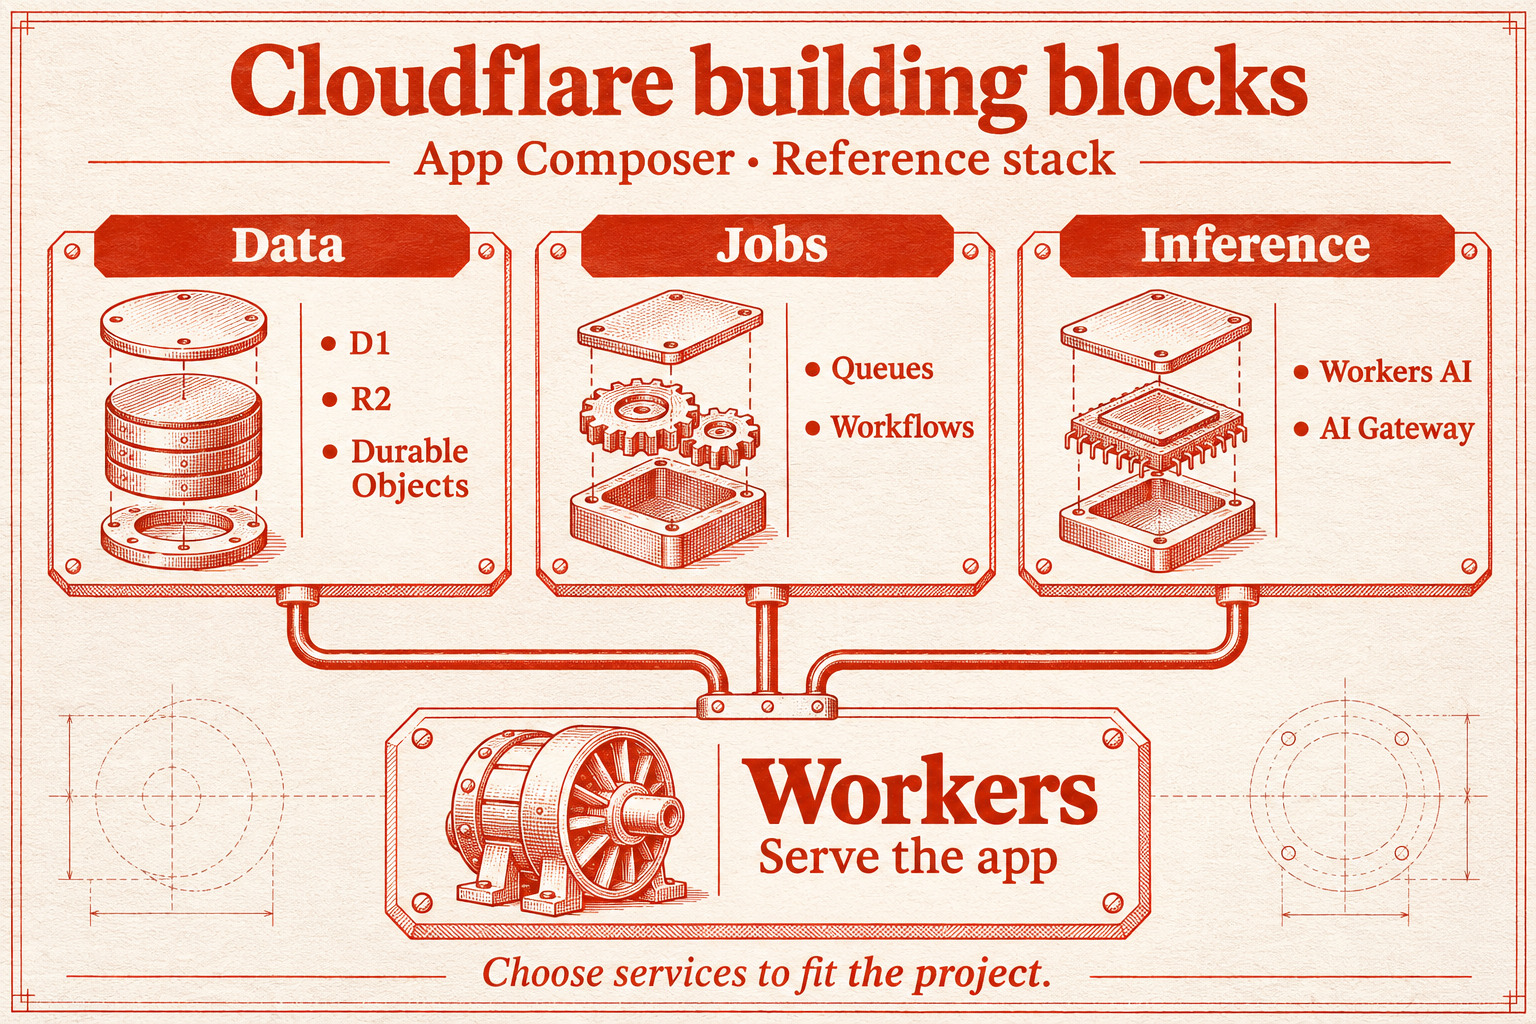 Cloudflare building blocks
App Composer · Reference stack
Data
• D1
• R2
• Durable
Objects
Jobs
• Queues
• Workflows
Inference
• Workers AI
• AI Gateway
Workers
Serve the app
Choose services to fit the project.